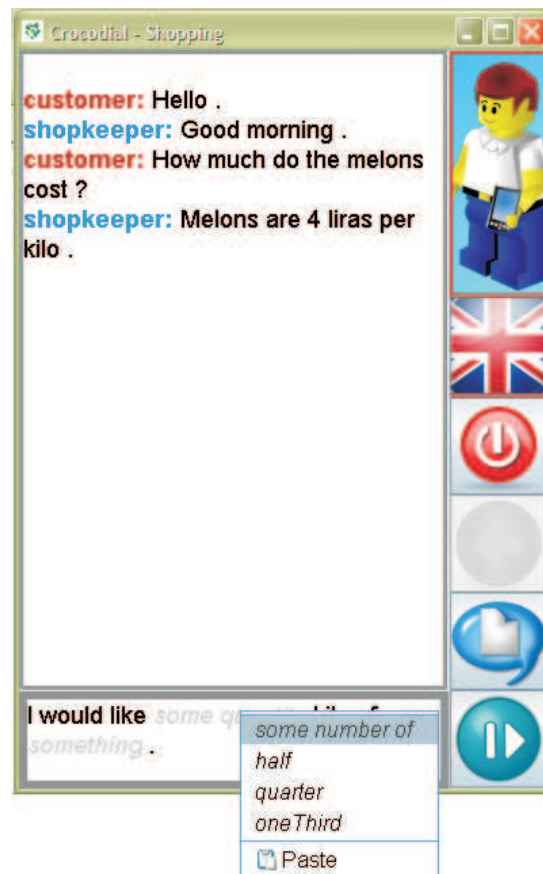 Crocodial - Shopping
customer: Hello .
shopkeeper: Good morning .
customer: How much do the melons
cost ?
shopkeeper: Melons are 4 liras per
kilo .
I would like some
something .
some number of
half
quarter
oneThird
Paste